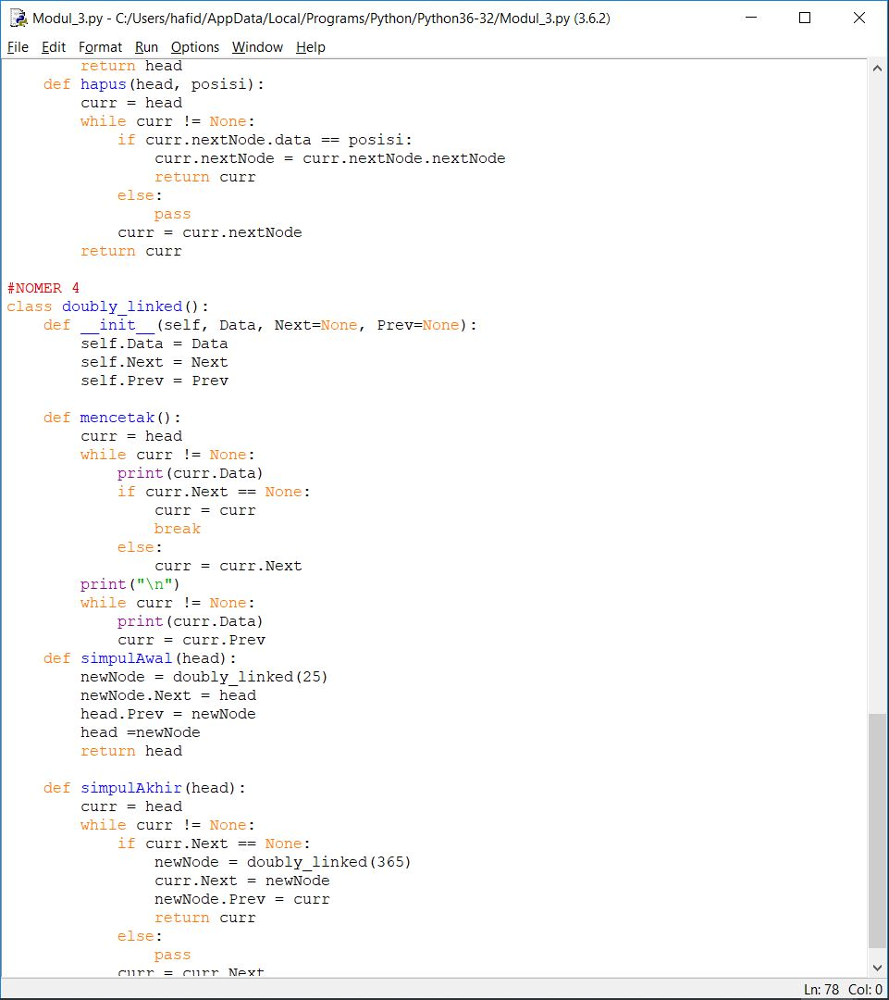 Modul_3.py - C:/Users/hafid/AppData/Local/Programs/Python/Python36-32/Modul_3.py (3.6.2)
File Edit Format Run Options Window Help
        return head
    def hapus(head, posisi):
        curr = head
        while curr != None:
            if curr.nextNode.data == posisi:
                curr.nextNode = curr.nextNode.nextNode
                return curr
            else:
                pass
            curr = curr.nextNode
        return curr

#NOMER 4
class doubly_linked():
    def __init__(self, Data, Next=None, Prev=None):
        self.Data = Data
        self.Next = Next
        self.Prev = Prev

    def mencetak():
        curr = head
        while curr != None:
            print(curr.Data)
            if curr.Next == None:
                curr = curr
                break
            else:
                curr = curr.Next
        print("\n")
        while curr != None:
            print(curr.Data)
            curr = curr.Prev
    def simpulAwal(head):
        newNode = doubly_linked(25)
        newNode.Next = head
        head.Prev = newNode
        head =newNode
        return head

    def simpulAkhir(head):
        curr = head
        while curr != None:
            if curr.Next == None:
                newNode = doubly_linked(365)
                curr.Next = newNode
                newNode.Prev = curr
                return curr
            else:
                pass
            curr = curr.Next
Ln: 78 Col: 0